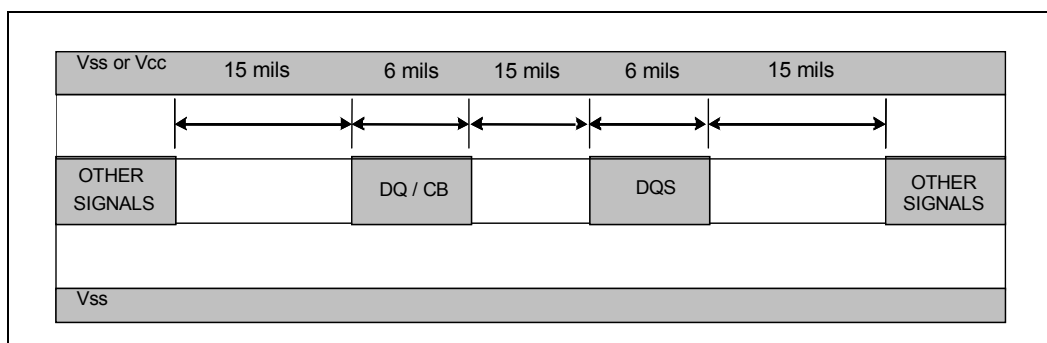 Vss or Vcc
15 mils
6 mils
15 mils
6 mils
15 mils
OTHER
SIGNALS
DQ / CB
DQS
OTHER
SIGNALS
Vss